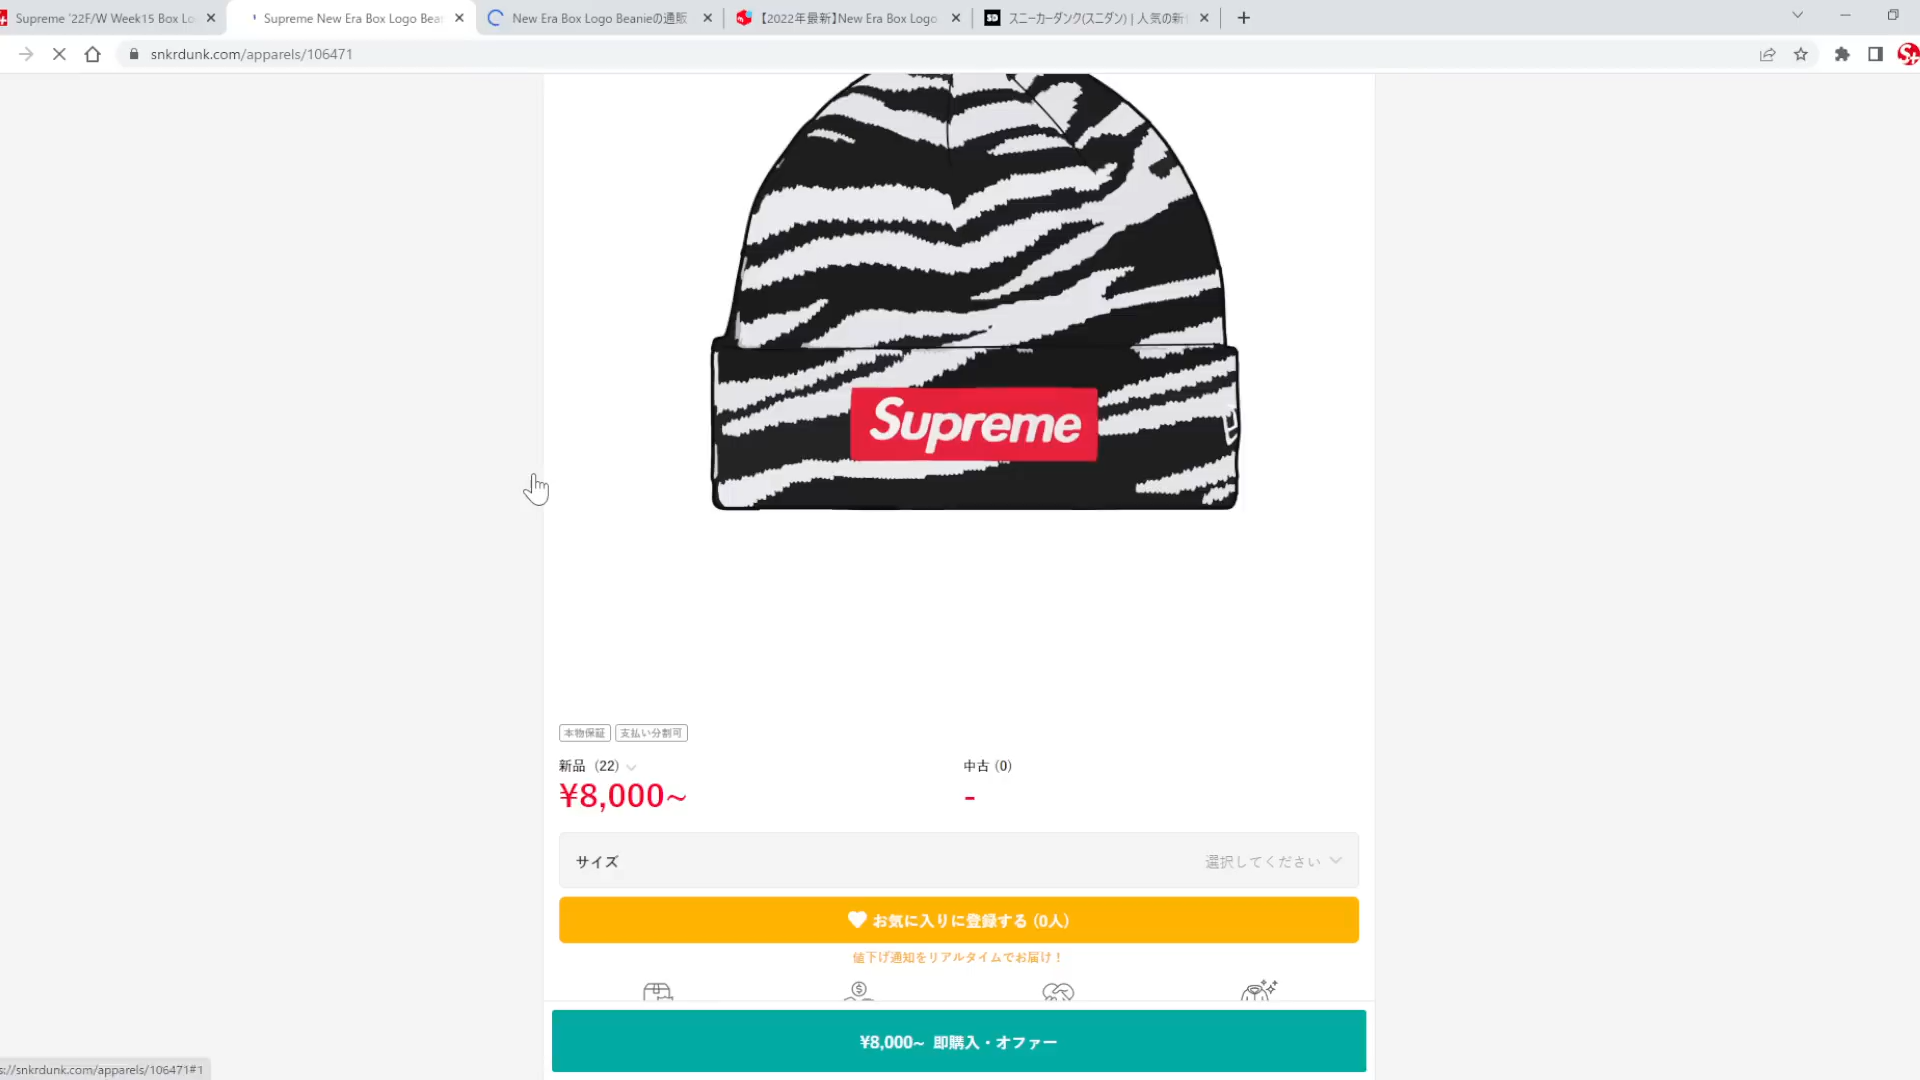 Supreme '22F/W Week15 Box Lo
Supreme New Era Box Logo Bea
New Era Box Logo Beanieの通販
【2022年最新】New Era Box Logo
SD
スニーカーダンク(スニダン) | 人気の新
snkrdunk.com/apparels/106471
S+
Supreme
本物保証 支払い分割可
新品 (22)
中古 (0)
¥8,000~
-
サイズ
選択してください
お気に入りに登録する (0人)
値下げ通知をリアルタイムでお届け！
¥8,000~ 即購入・オファー
s://snkrdunk.com/apparels/106471#1